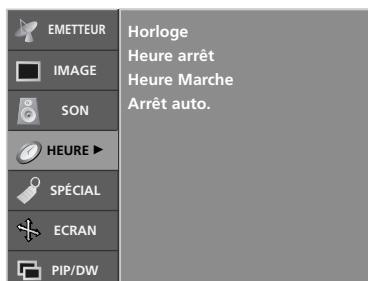 EMETTEUR
IMAGE
SON
HEURE ►
SPÉCIAL
ECRAN
PIP/DW
Horloge
Heure arrêt
Heure Marche
Arrêt auto.